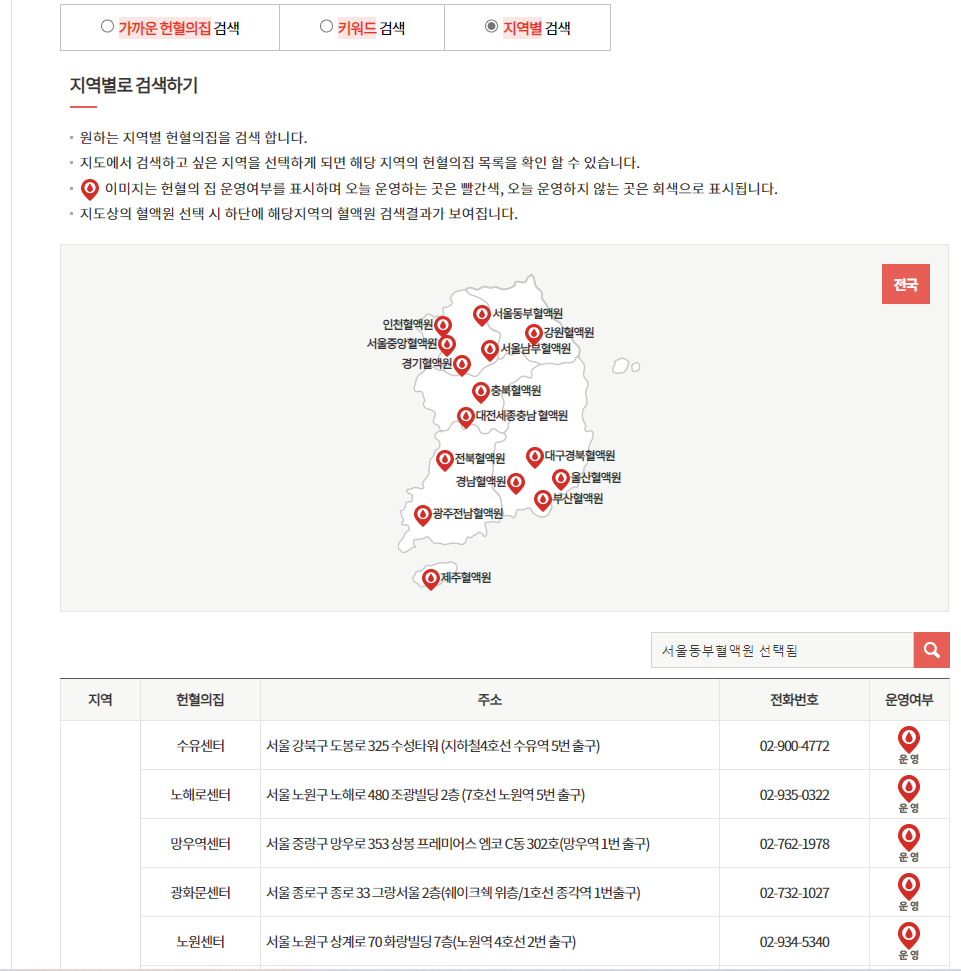 가까운 헌혈의집 검색 키워드 검색 지역별 검색
지역별로 검색하기
원하는 지역별 헌혈의집을 검색 합니다.
지도에서 검색하고 싶은 지역을 선택하게 되면 해당 지역의 헌혈의집 목록을 확인 할 수 있습니다.
이미지는 헌혈의 집 운영여부를 표시하며 오늘 운영하는 곳은 빨간색, 오늘 운영하지 않는 곳은 회색으로 표시됩니다.
지도상의 혈액원 선택 시 하단에 해당지역의 혈액원 검색결과가 보여집니다.
전국
서울동부혈액원
인천혈액원
강원혈액원
서울중앙혈액원
서울남부혈액원
경기혈액원
충북혈액원
대전세종충남 혈액원
전북혈액원
대구경북혈액원
경남혈액원
울산혈액원
부산혈액원
광주전남혈액원
제주혈액원
서울동부혈액원 선택됨
지역 헌혈의집 주소 전화번호 운영여부
수유센터 서울 강북구 도봉로 325 수성타워 (지하철4호선 수유역 5번 출구) 02-900-4772 운영
노해로센터 서울 노원구 노해로 480 조광빌딩 2층 (7호선 노원역 5번 출구) 02-935-0322 운영
망우역센터 서울 중랑구 망우로 353 상봉 프레미어스 엠코 C동 302호(망우역 1번 출구) 02-762-1978 운영
광화문센터 서울 종로구 종로 33 그랑서울 2층(쉐이크쉑 위층/1호선 종각역 1번출구) 02-732-1027 운영
노원센터 서울 노원구 상계로 70 화랑빌딩 7층(노원역 4호선 2번 출구) 02-934-5340 운영